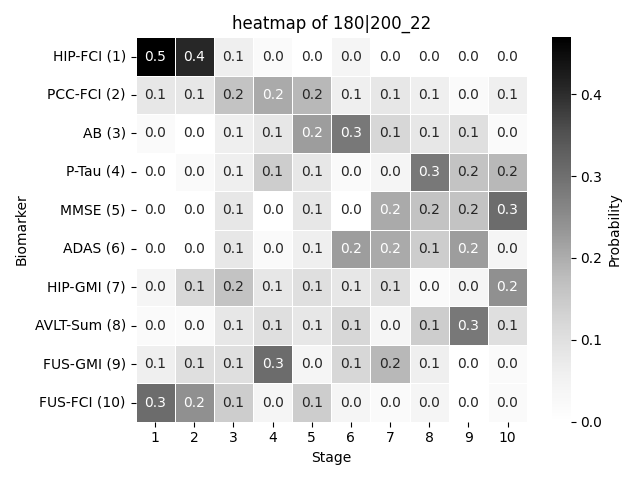 heatmap of 180|200_22
HIP-FCI (1) 0.5 0.4 0.1 0.0 0.0 0.0 0.0 0.0 0.0 0.0
PCC-FCI (2) 0.1 0.1 0.2 0.2 0.2 0.1 0.1 0.1 0.0 0.1
AB (3) 0.0 0.0 0.1 0.1 0.2 0.3 0.1 0.1 0.1 0.0
P-Tau (4) 0.0 0.0 0.1 0.1 0.1 0.0 0.0 0.3 0.2 0.2
MMSE (5) 0.0 0.0 0.1 0.0 0.1 0.0 0.2 0.2 0.2 0.3
ADAS (6) 0.0 0.0 0.1 0.0 0.1 0.2 0.2 0.1 0.2 0.0
HIP-GMI (7) 0.0 0.1 0.2 0.1 0.1 0.1 0.1 0.0 0.0 0.2
AVLT-Sum (8) 0.0 0.0 0.1 0.1 0.1 0.1 0.0 0.1 0.3 0.1
FUS-GMI (9) 0.1 0.1 0.1 0.3 0.0 0.1 0.2 0.1 0.0 0.0
FUS-FCI (10) 0.3 0.2 0.1 0.0 0.1 0.0 0.0 0.0 0.0 0.0
1 2 3 4 5 6 7 8 9 10
Stage
Biomarker
0.4
0.3
0.2
0.1
0.0
Probability